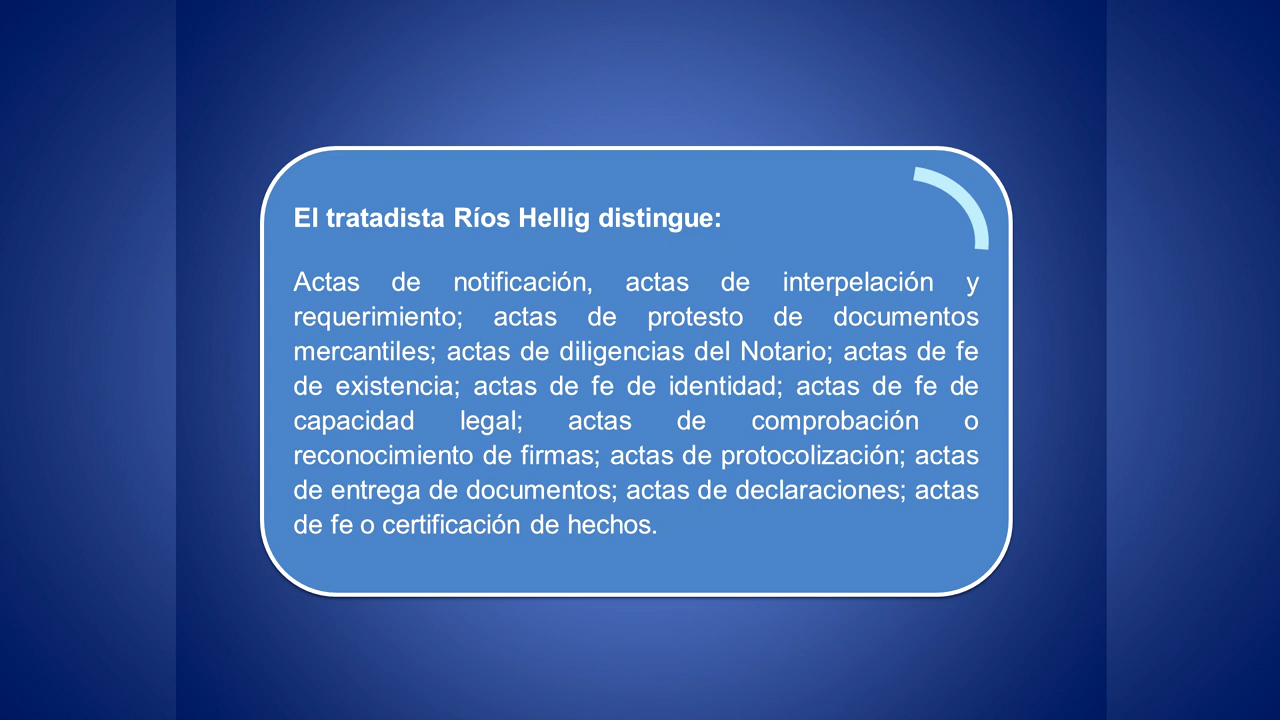 El tratadista Ríos Hellig distingue:
Actas de notificación, actas de interpelación y
requerimiento; actas de protesto de documentos
mercantiles; actas de diligencias del Notario; actas de fe
de existencia; actas de fe de identidad; actas de fe de
capacidad legal; actas de comprobación o
reconocimiento de firmas; actas de protocolización; actas
de entrega de documentos; actas de declaraciones; actas
de fe o certificación de hechos.